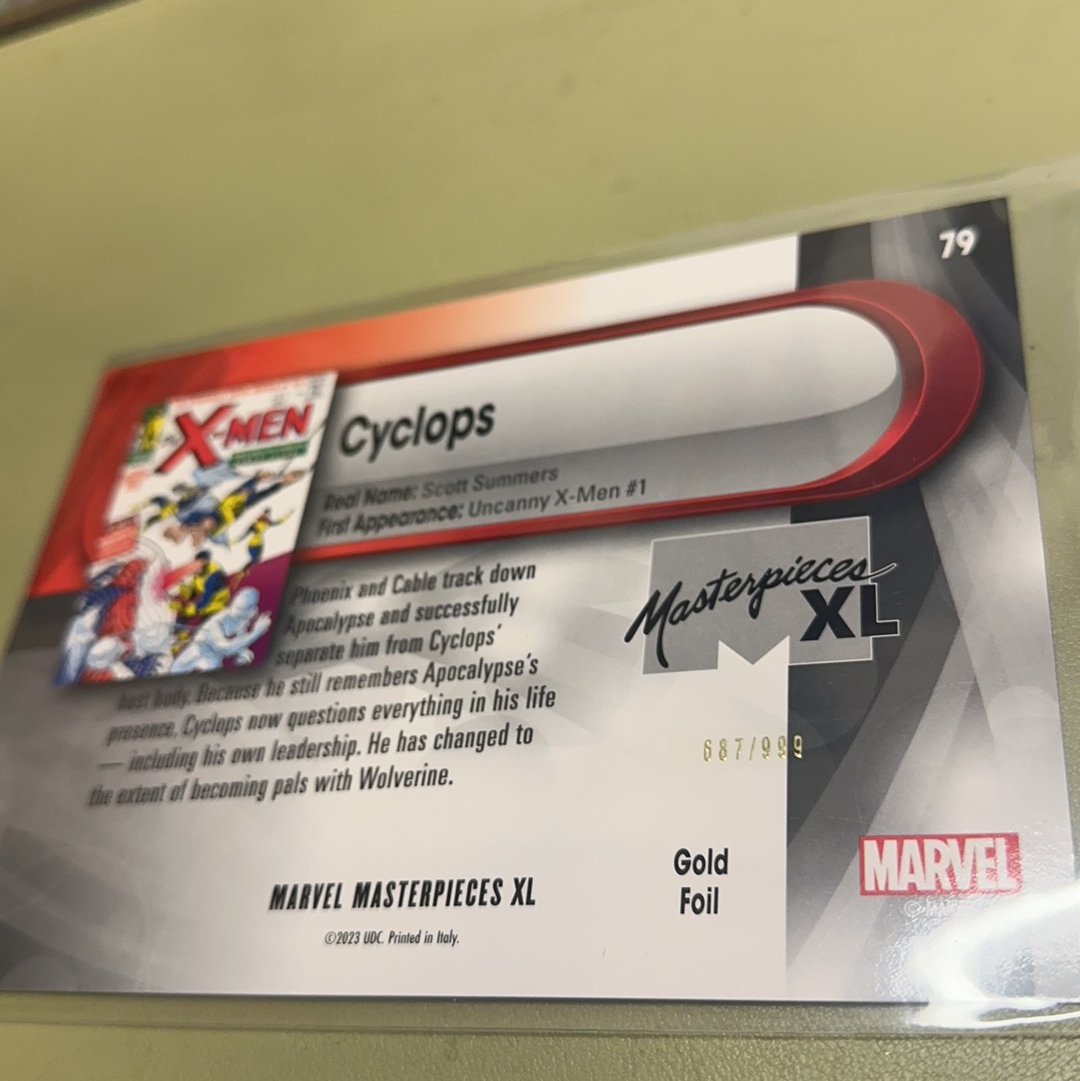 79
X-MEN
Cyclops
Real Name: Scott Summers
First Appearance: Uncanny X-Men #1
Phoenix and Cable track down
Apocalypse and successfully
separate him from Cyclops'
host body. Because he still remembers Apocalypse's
presence, Cyclops now questions everything in his life
— including his own leadership. He has changed to
the extent of becoming pals with Wolverine.
Masterpieces
XL
687/999
Gold
Foil
MARVEL
MARVEL MASTERPIECES XL
©2023 UDC. Printed in Italy.